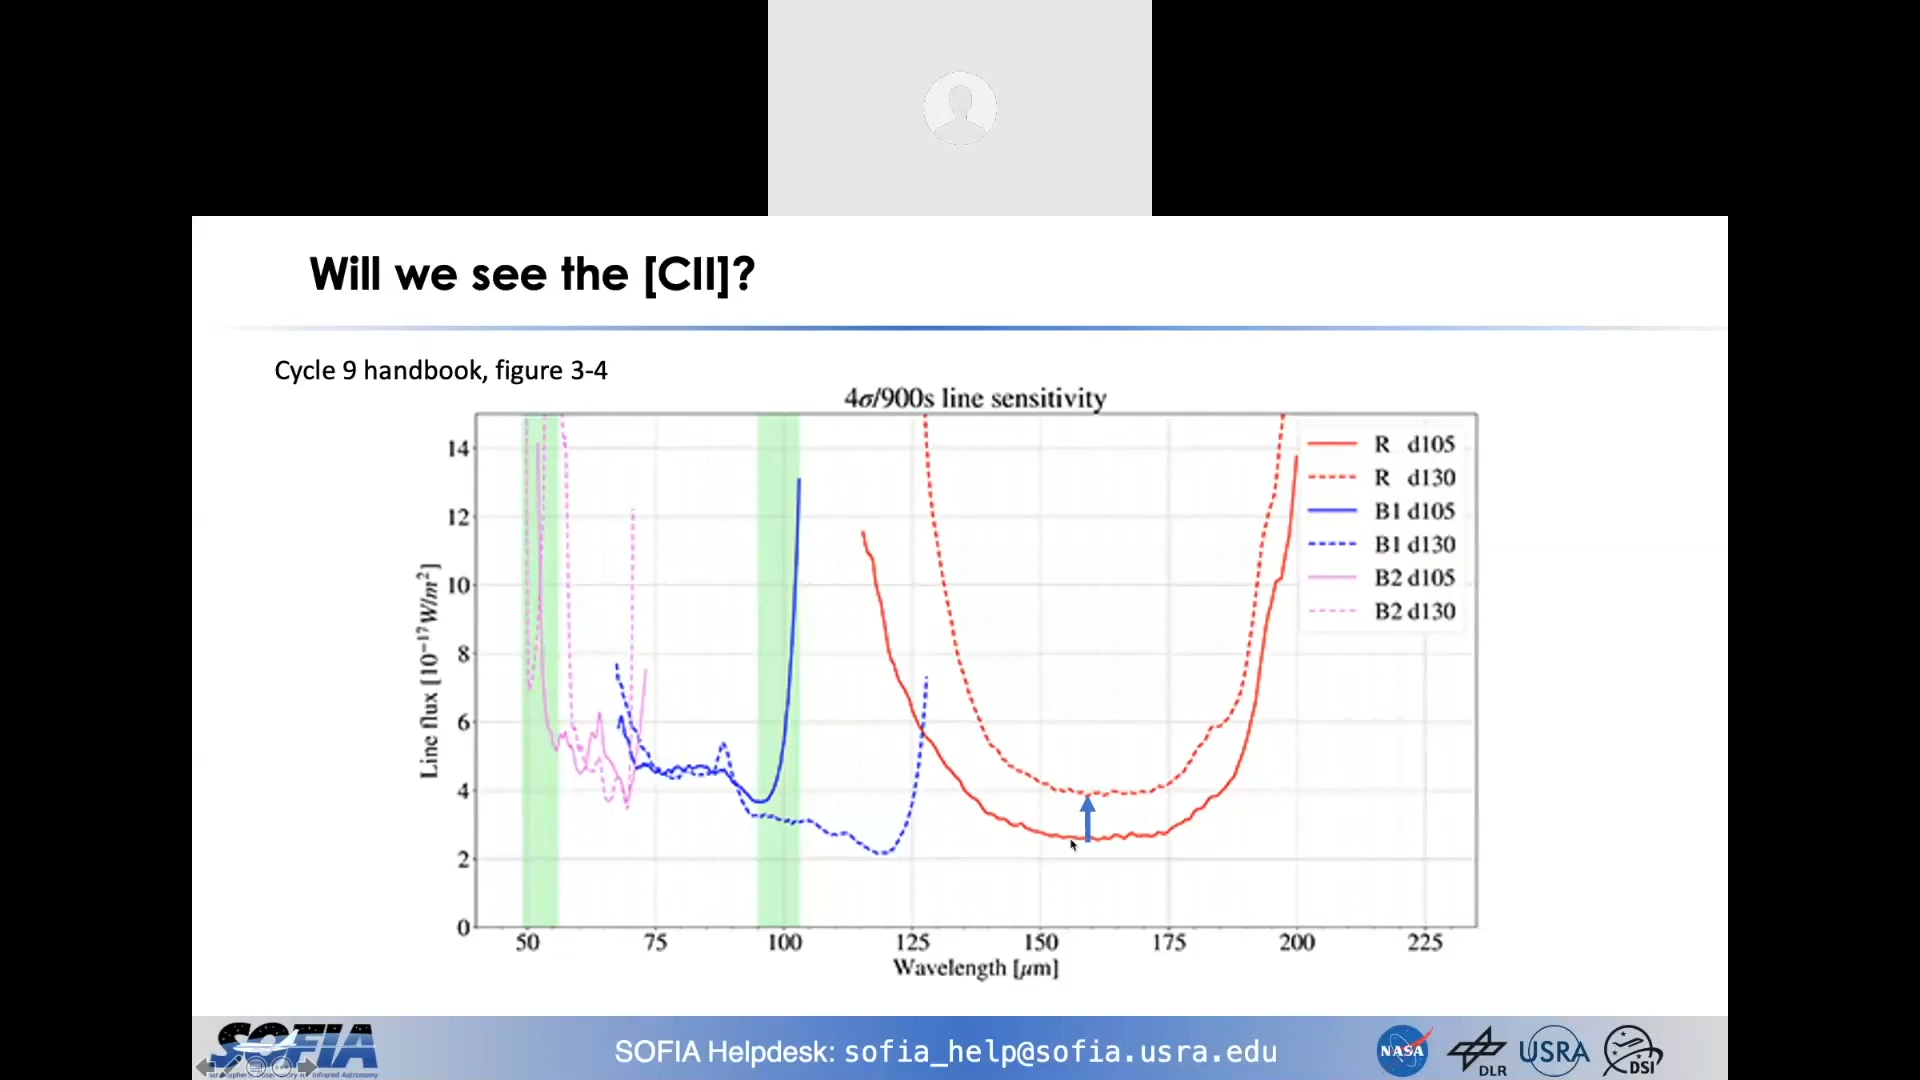 Will we see the [CII]?
Cycle 9 handbook, figure 3-4
4σ/900s line sensitivity
Line flux [10⁻¹⁷W/m²]
14
12
10
8
6
4
2
0
50 75 100 125 150 175 200 225
Wavelength [μm]
R d105
R d130
B1 d105
B1 d130
B2 d105
B2 d130
SOFIA
SOFIA Helpdesk: sofia_help@sofia.usra.edu
NASA
DLR
USRA
DSI